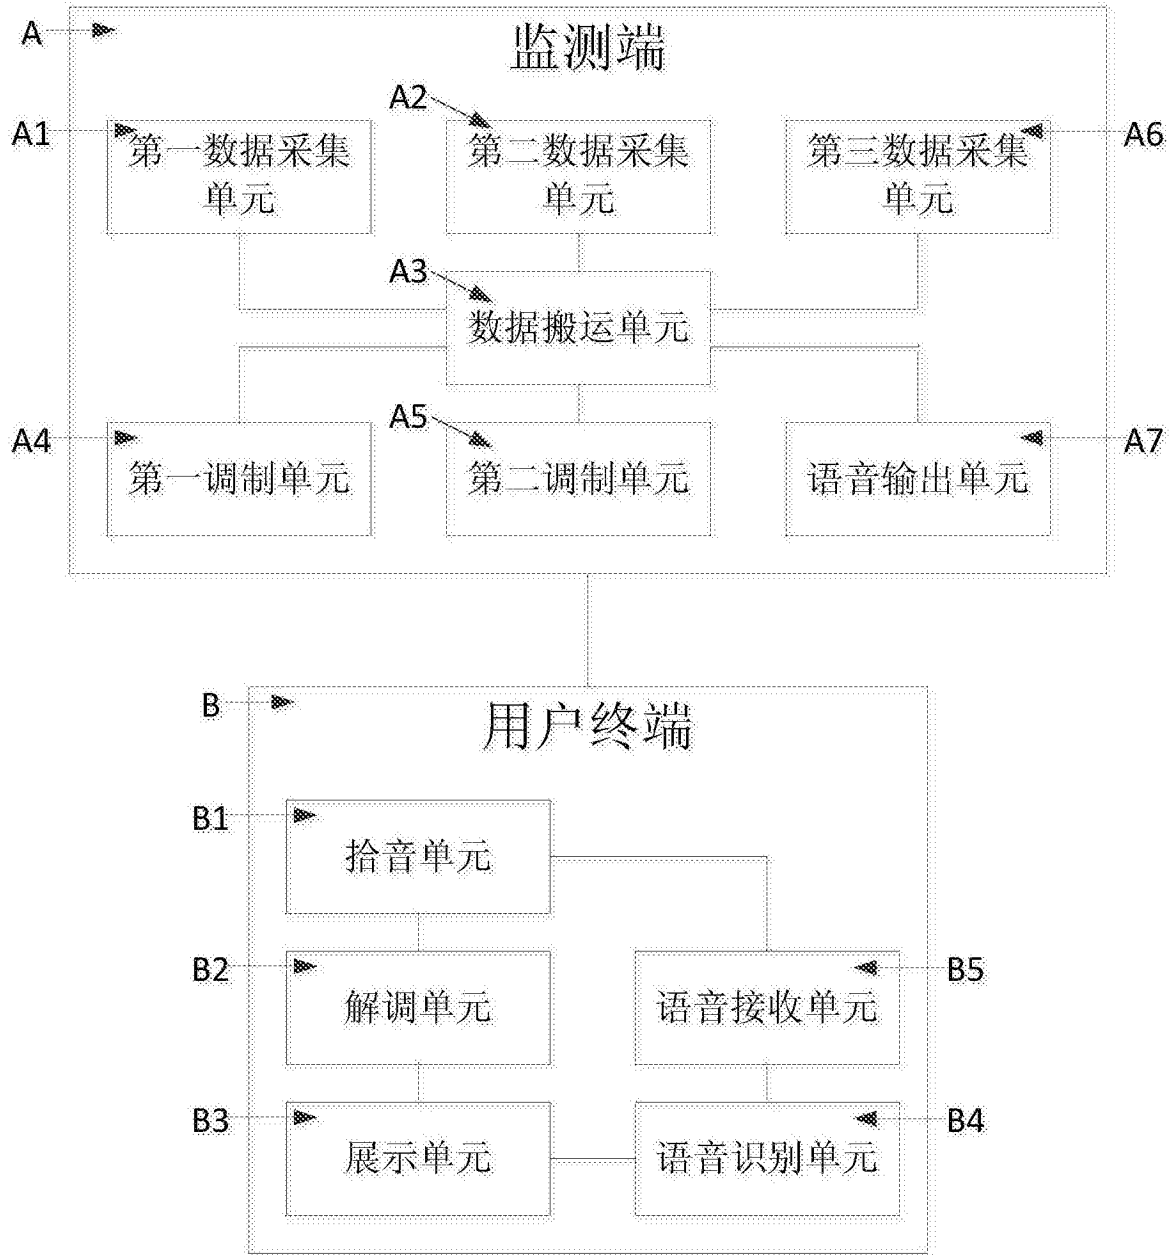 A
监测端
A1
第一数据采集
单元
A2
第二数据采集
单元
A6
第三数据采集
单元
A3
数据搬运单元
A4
第一调制单元
A5
第二调制单元
A7
语音输出单元
B
用户终端
B1
拾音单元
B2
解调单元
B5
语音接收单元
B3
展示单元
B4
语音识别单元